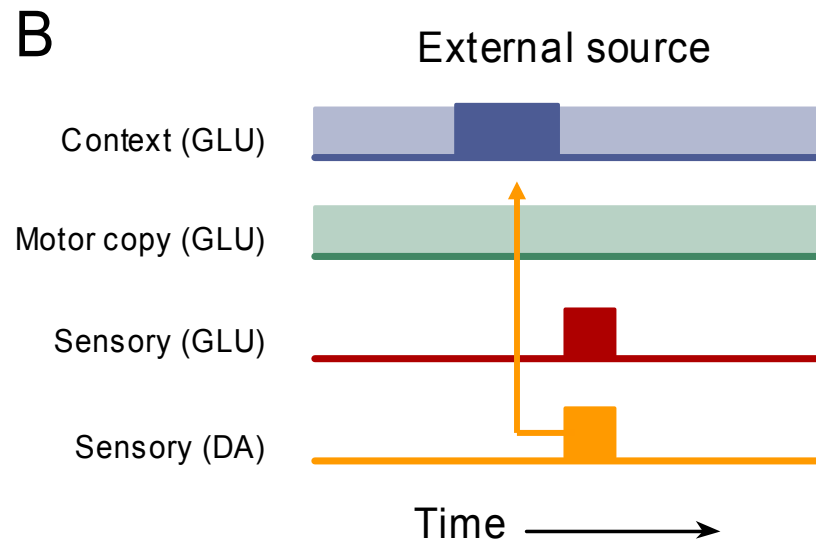 B
External source
Context (GLU)
Motor copy (GLU)
Sensory (GLU)
Sensory (DA)
Time